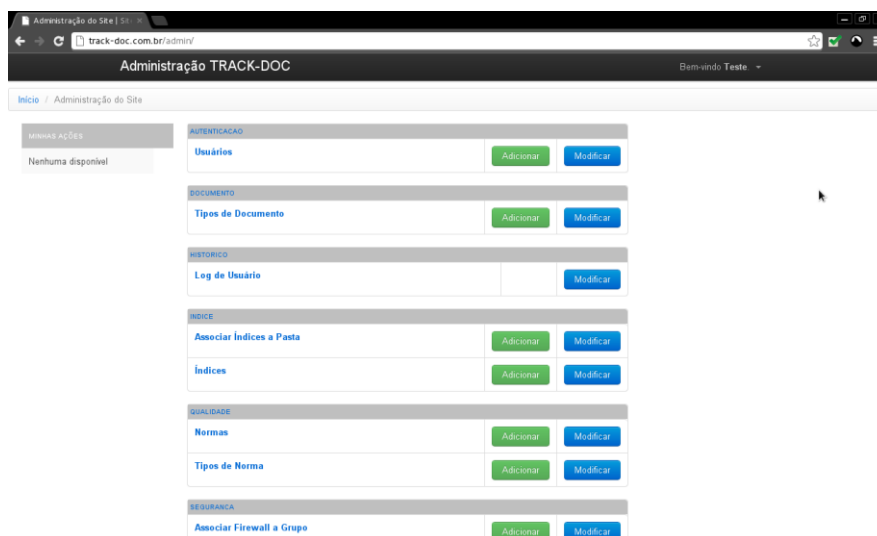 Administração do Site | Sit
track-doc.com.br/admin/
Administração TRACK-DOC
Bem-vindo Teste
Início / Administração do Site
MINHAS AÇÕES
Nenhuma disponível
AUTENTICACAO
Usuários Adicionar Modificar
DOCUMENTO
Tipos de Documento Adicionar Modificar
HISTORICO
Log de Usuário Modificar
INDICE
Associar Índices a Pasta Adicionar Modificar
Índices Adicionar Modificar
QUALIDADE
Normas Adicionar Modificar
Tipos de Norma Adicionar Modificar
SEGURANCA
Associar Firewall a Grupo Adicionar Modificar